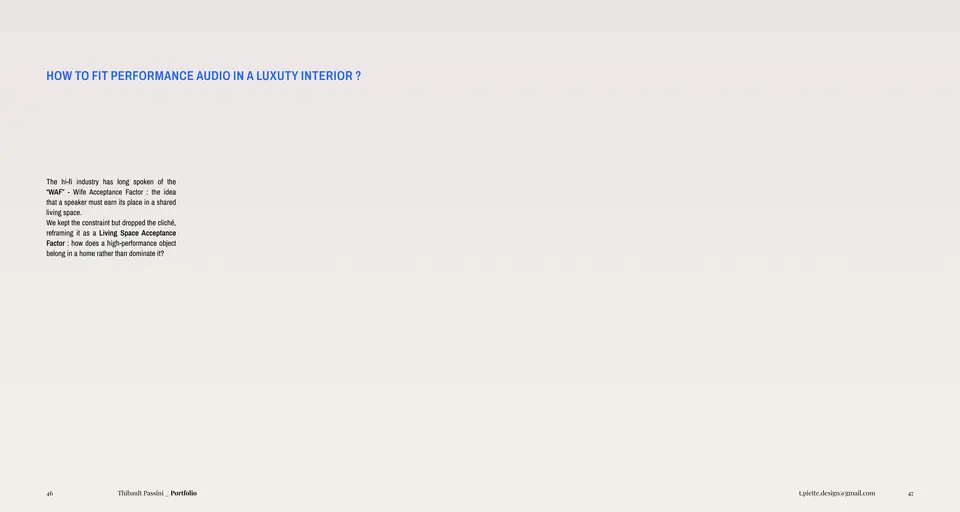 HOW TO FIT PERFORMANCE AUDIO IN A LUXUTY INTERIOR ?
The hi-fi industry has long spoken of the
“WAF” - Wife Acceptance Factor : the idea
that a speaker must earn its place in a shared
living space.
We kept the constraint but dropped the cliché,
reframing it as a Living Space Acceptance
Factor : how does a high-performance object
belong in a home rather than dominate it?
46 Thibault Passini _ Portfolio t.piette.design@gmail.com 47